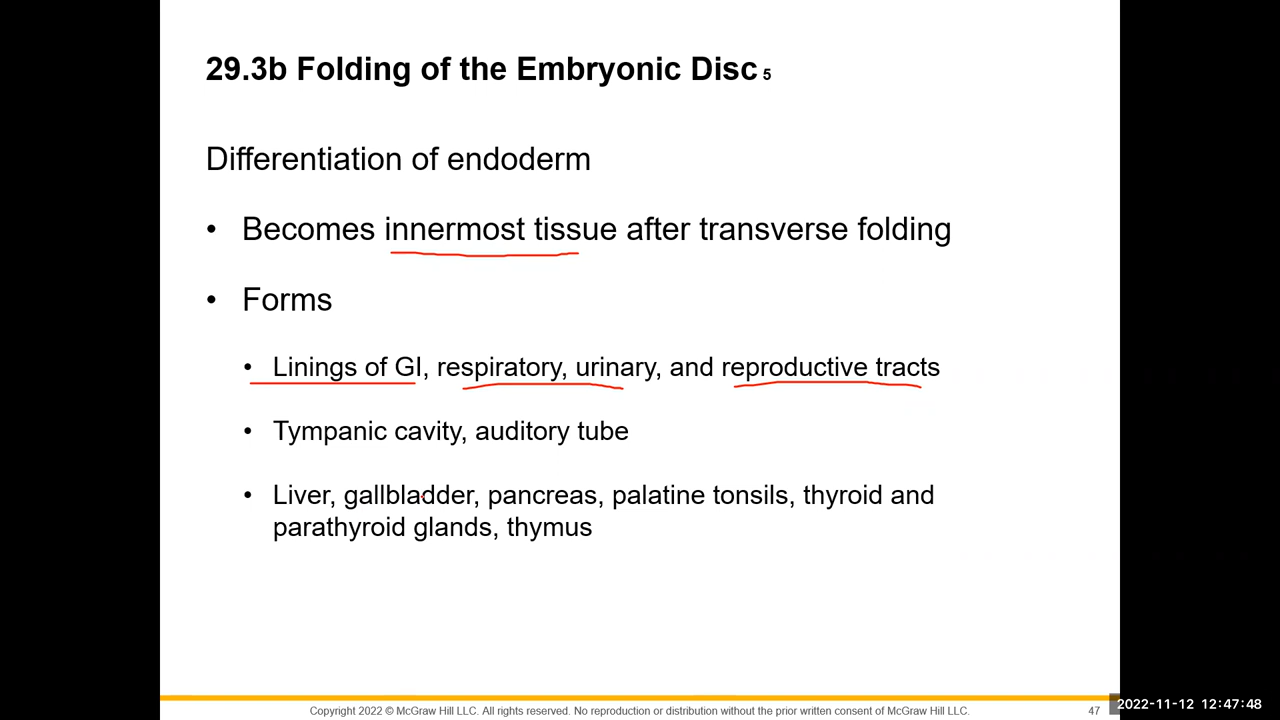 29.3b Folding of the Embryonic Disc 5
Differentiation of endoderm
• Becomes innermost tissue after transverse folding
• Forms
• Linings of GI, respiratory, urinary, and reproductive tracts
• Tympanic cavity, auditory tube
• Liver, gallbladder, pancreas, palatine tonsils, thyroid and
parathyroid glands, thymus
Copyright 2022 © McGraw Hill LLC. All rights reserved. No reproduction or distribution without the prior written consent of McGraw Hill LLC.
47
2022-11-12 12:47:48